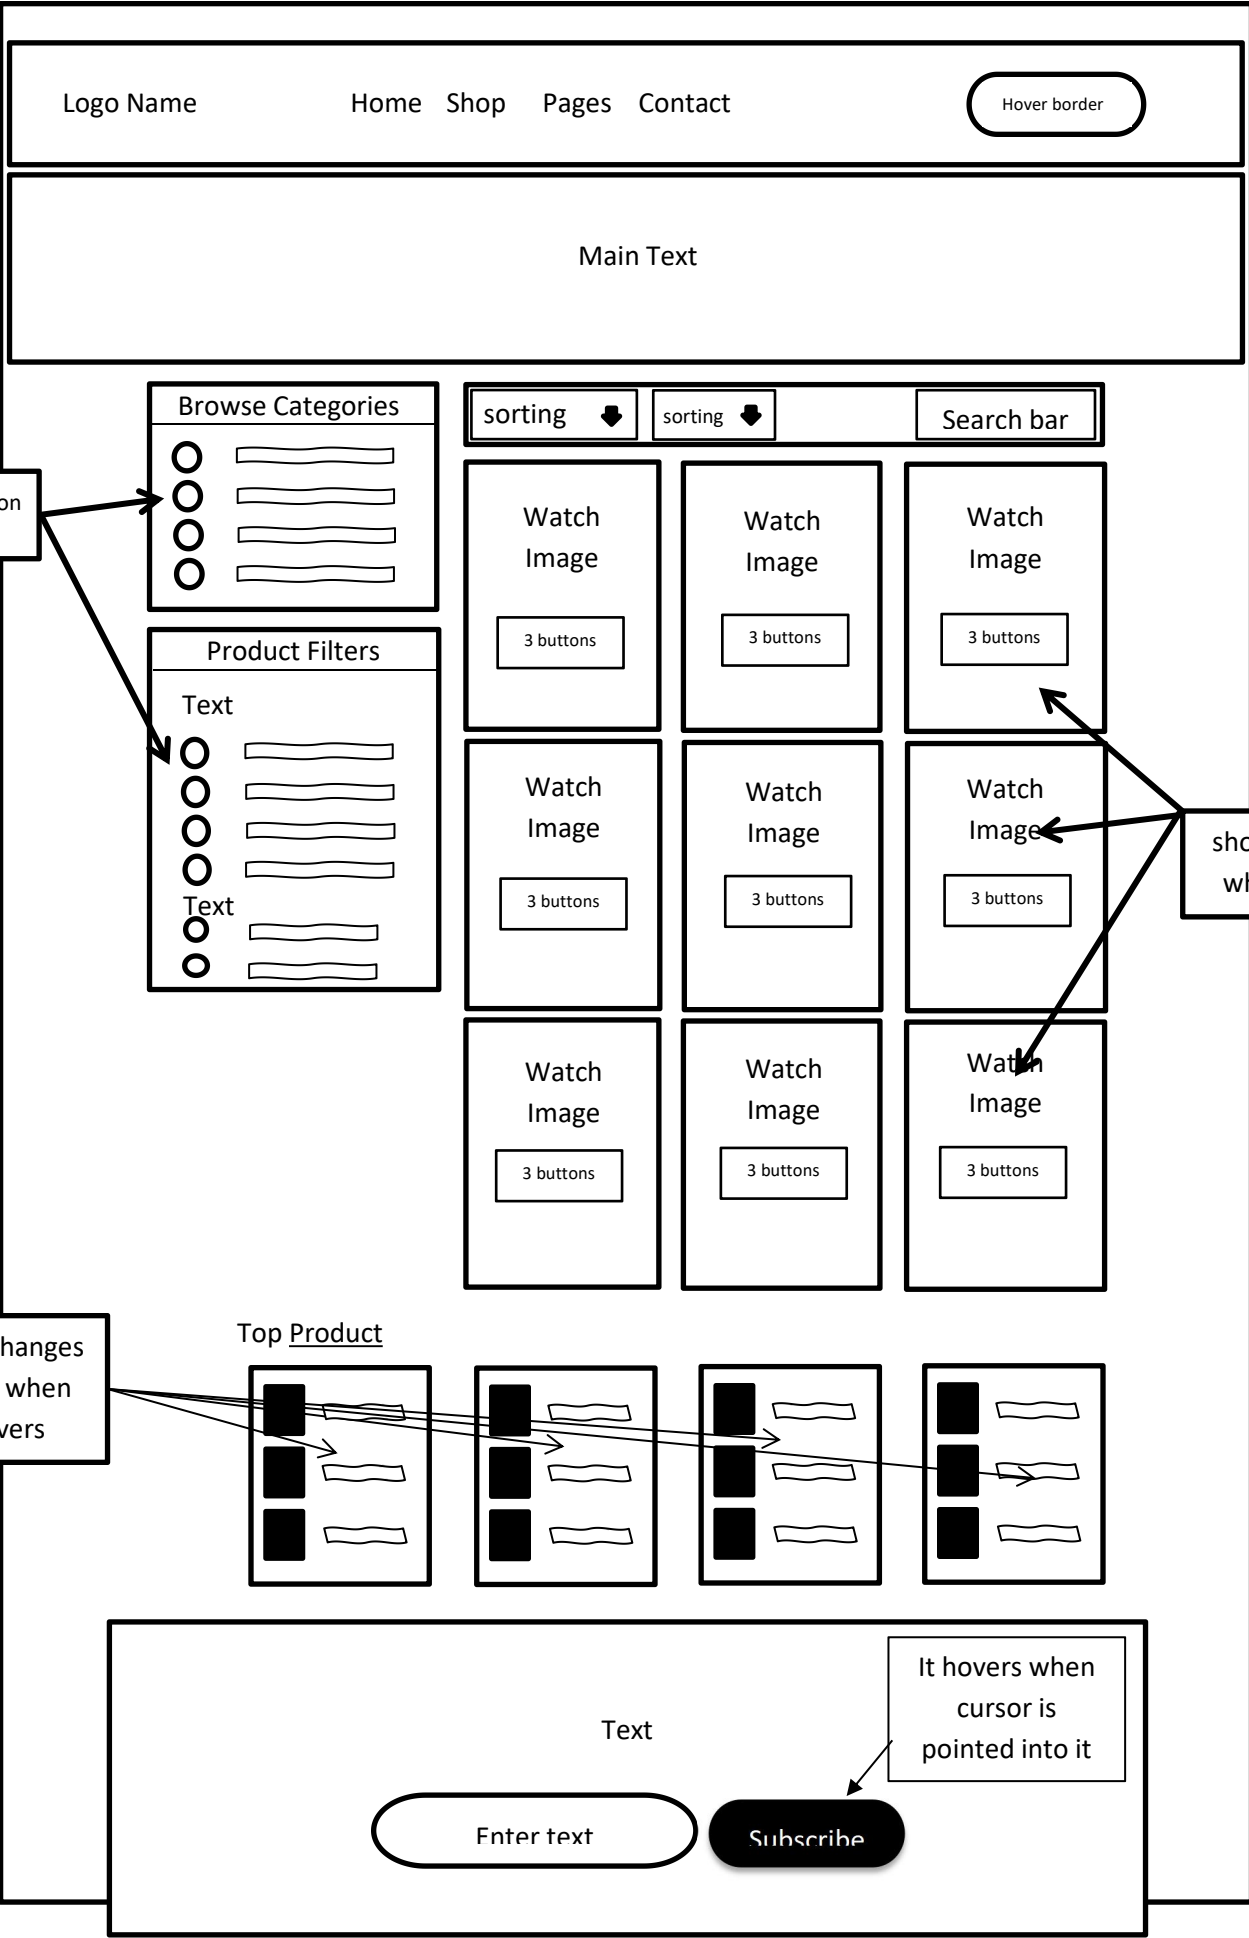 Logo Name
Home Shop Pages Contact
Hover border
Main Text
Browse Categories
sorting
sorting
Search bar
on
Watch
Image
3 buttons
Watch
Image
3 buttons
Watch
Image
3 buttons
Product Filters
Text
Text
Watch
Image
3 buttons
Watch
Image
3 buttons
Watch
Image
3 buttons
Watch
Image
3 buttons
Watch
Image
3 buttons
Watch
Image
3 buttons
Top Product
hanges
when
vers
It hovers when
cursor is
pointed into it
Text
Enter text
Subscribe